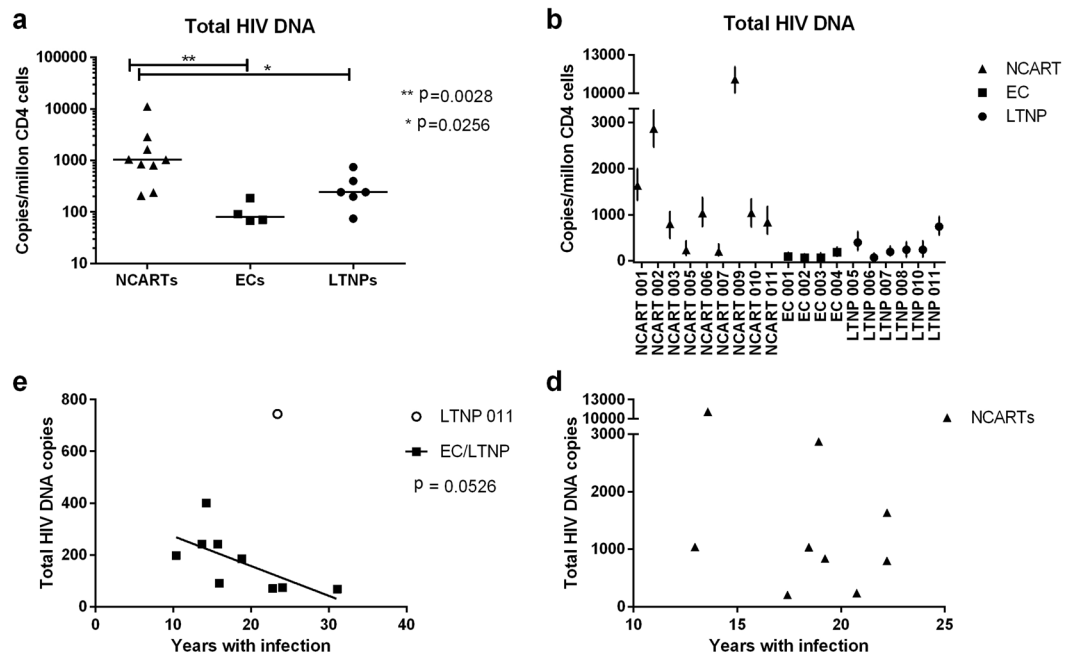 a
Total HIV DNA
Copies/millon CD4 cells
100000
10000
1000
100
10
**
*
** p=0.0028
* p=0.0256
NCARTs
ECs
LTNPs
b
Total HIV DNA
Copies/millon CD4 cells
13000
10000
3000
2000
1000
0
NCART 001
NCART 002
NCART 003
NCART 005
NCART 006
NCART 007
NCART 009
NCART 010
NCART 011
EC 001
EC 002
EC 003
EC 004
LTNP 005
LTNP 006
LTNP 007
LTNP 008
LTNP 010
LTNP 011
NCART
EC
LTNP
e
Total HIV DNA copies
800
600
400
200
0
0
10
20
30
40
Years with infection
LTNP 011
EC/LTNP
p = 0.0526
d
Total HIV DNA copies
13000
10000
3000
2000
1000
0
10
15
20
25
Years with infection
NCARTs